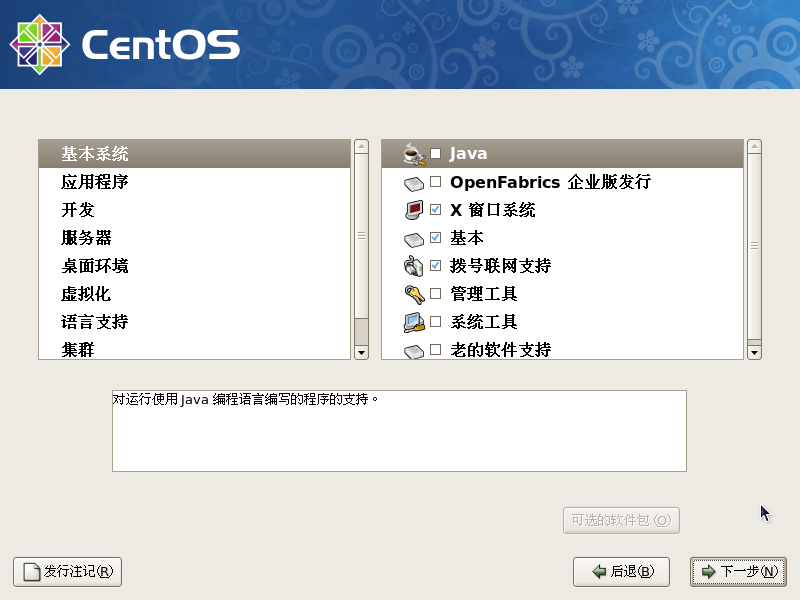 CentOS
基本系统
应用程序
开发
服务器
桌面环境
虚拟化
语言支持
集群
Java
OpenFabrics 企业版发行
X 窗口系统
基本
拨号联网支持
管理工具
系统工具
老的软件支持
对运行使用 Java 编程语言编写的程序的支持。
可选的软件包 (O)
发行注记(R)
后退(B)
下一步(N)